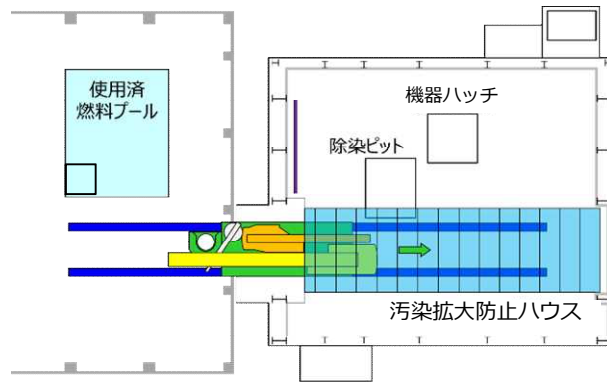 使用済
燃料プール
機器ハッチ
除染ピット
汚染拡大防止ハウス